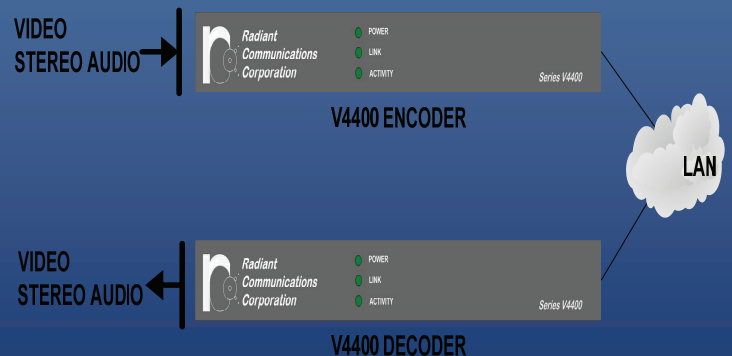 VIDEO
STEREO AUDIO
Radiant
Communications
Corporation
POWER
LINK
ACTIVITY
Series V4400
V4400 ENCODER
LAN
VIDEO
STEREO AUDIO
Radiant
Communications
Corporation
POWER
LINK
ACTIVITY
Series V4400
V4400 DECODER